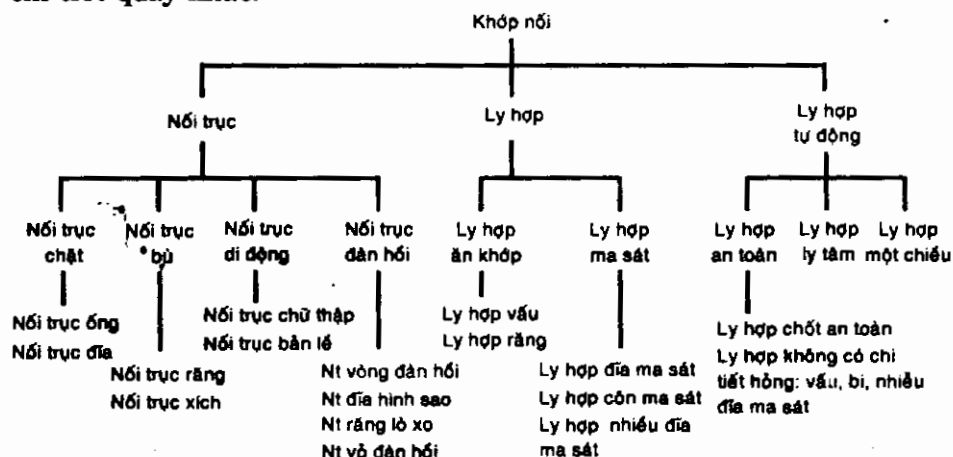 chi tiết quay khác.
Khớp nối
Nối trục
Ly hợp
Ly hợp
tự động
Nối trục
chặt
Nối trục
bù
Nối trục
di động
Nối trục
đàn hồi
Ly hợp
ăn khớp
Ly hợp
ma sát
Ly hợp
an toàn
Ly hợp
ly tâm
Ly hợp
một chiều
Nối trục ống
Nối trục đĩa
Nối trục răng
Nối trục xích
Nối trục chữ thập
Nối trục bản lề
Nt vòng đàn hồi
Nt đĩa hình sao
Nt răng lò xo
Nt vỏ đàn hồi
Ly hợp vấu
Ly hợp răng
Ly hợp đĩa ma sát
Ly hợp côn ma sát
Ly hợp nhiều đĩa
ma sát
Ly hợp chốt an toàn
Ly hợp không có chi
tiết hỏng: vấu, bi, nhiều
đĩa ma sát